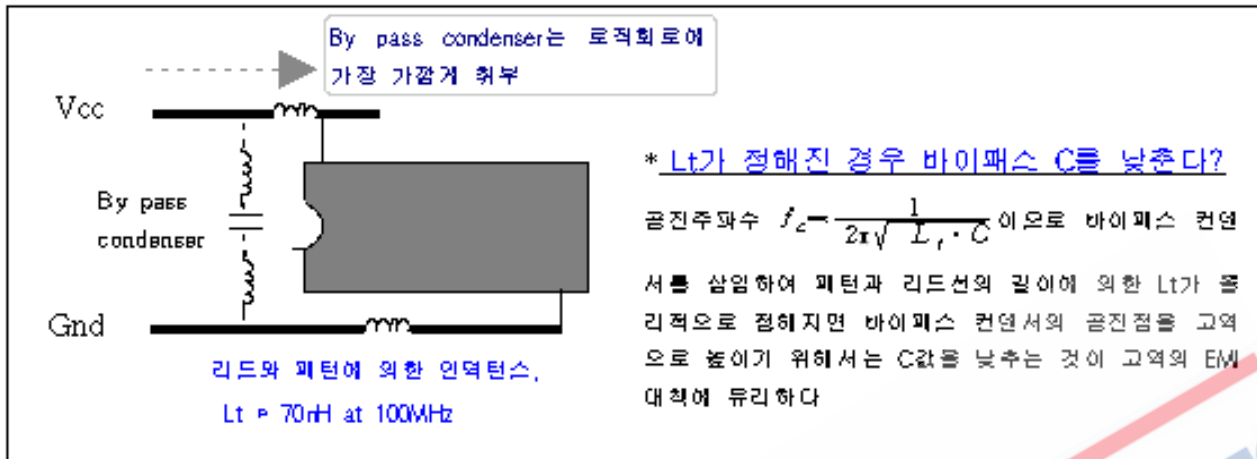 By pass condenser는 로직회로에
가장 가깝게 취부
Vcc
By pass
condenser
Gnd
리드와 패턴에 의한 인덕턴스,
Lt = 70nH at 100MHz
* Lt가 정해진 경우 바이패스 C를 낮춘다?
공진주파수 f_c = 1 / 2π√ L_t · C 이므로 바이패스 컨덴
서를 삽입하여 패턴과 리드선의 길이에 의한 Lt가 물
리적으로 정해지면 바이패스 컨덴서의 공진점을 고역
으로 높이기 위해서는 C값을 낮추는 것이 고역의 EMI
대책에 유리하다